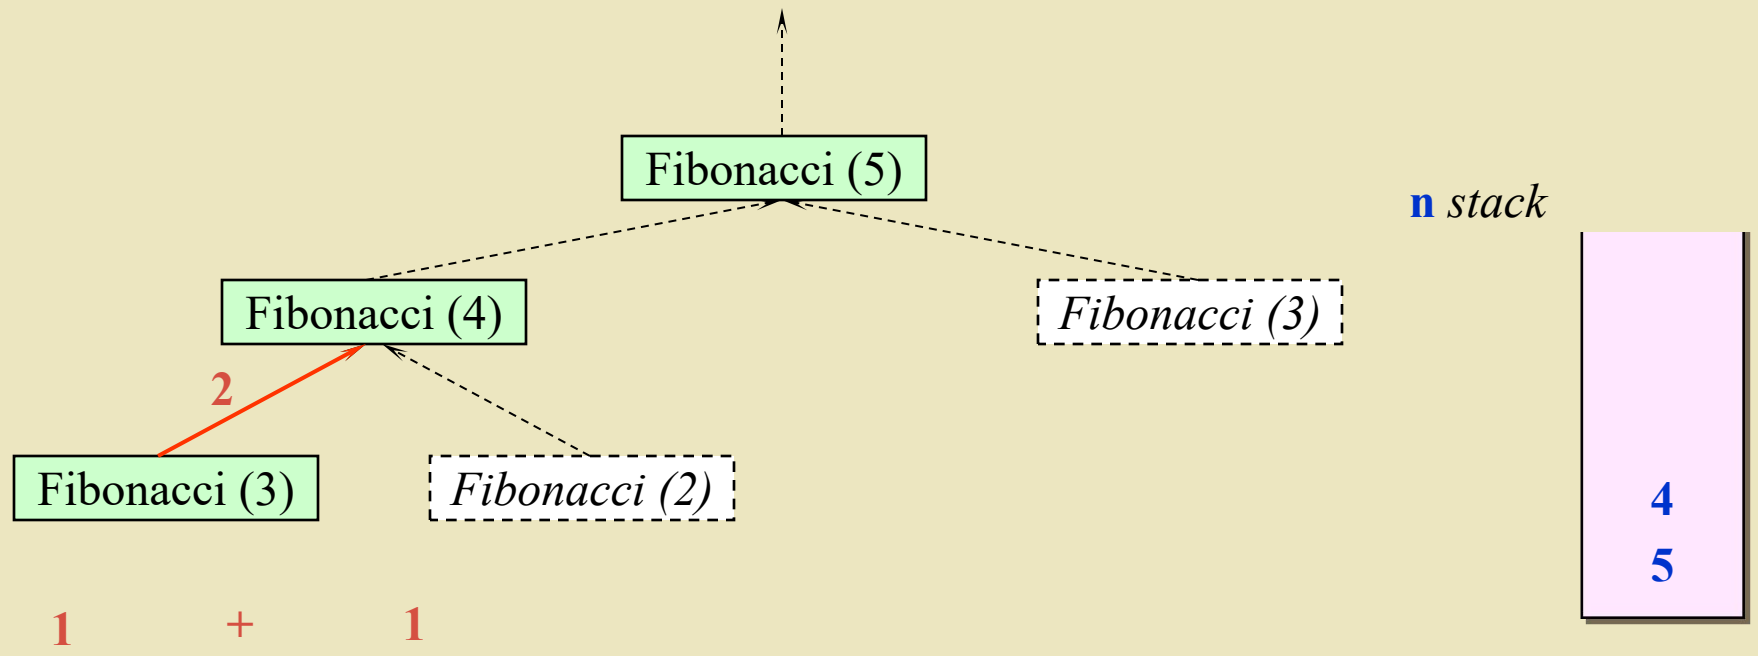 Fibonacci (5)
n stack
Fibonacci (4)
Fibonacci (3)
2
Fibonacci (3)
Fibonacci (2)
4
5
1 + 1